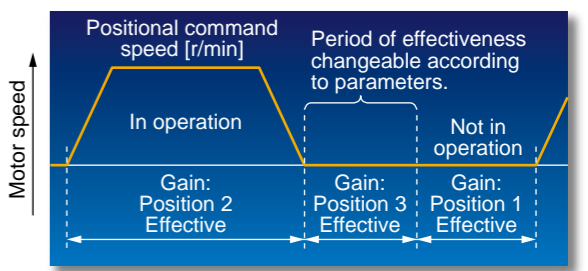 Positional command
speed [r/min]
Period of effectiveness
changeable according
to parameters.
Motor speed
In operation
Not in
operation
Gain:
Position 2
Effective
Gain:
Position 3
Effective
Gain:
Position 1
Effective